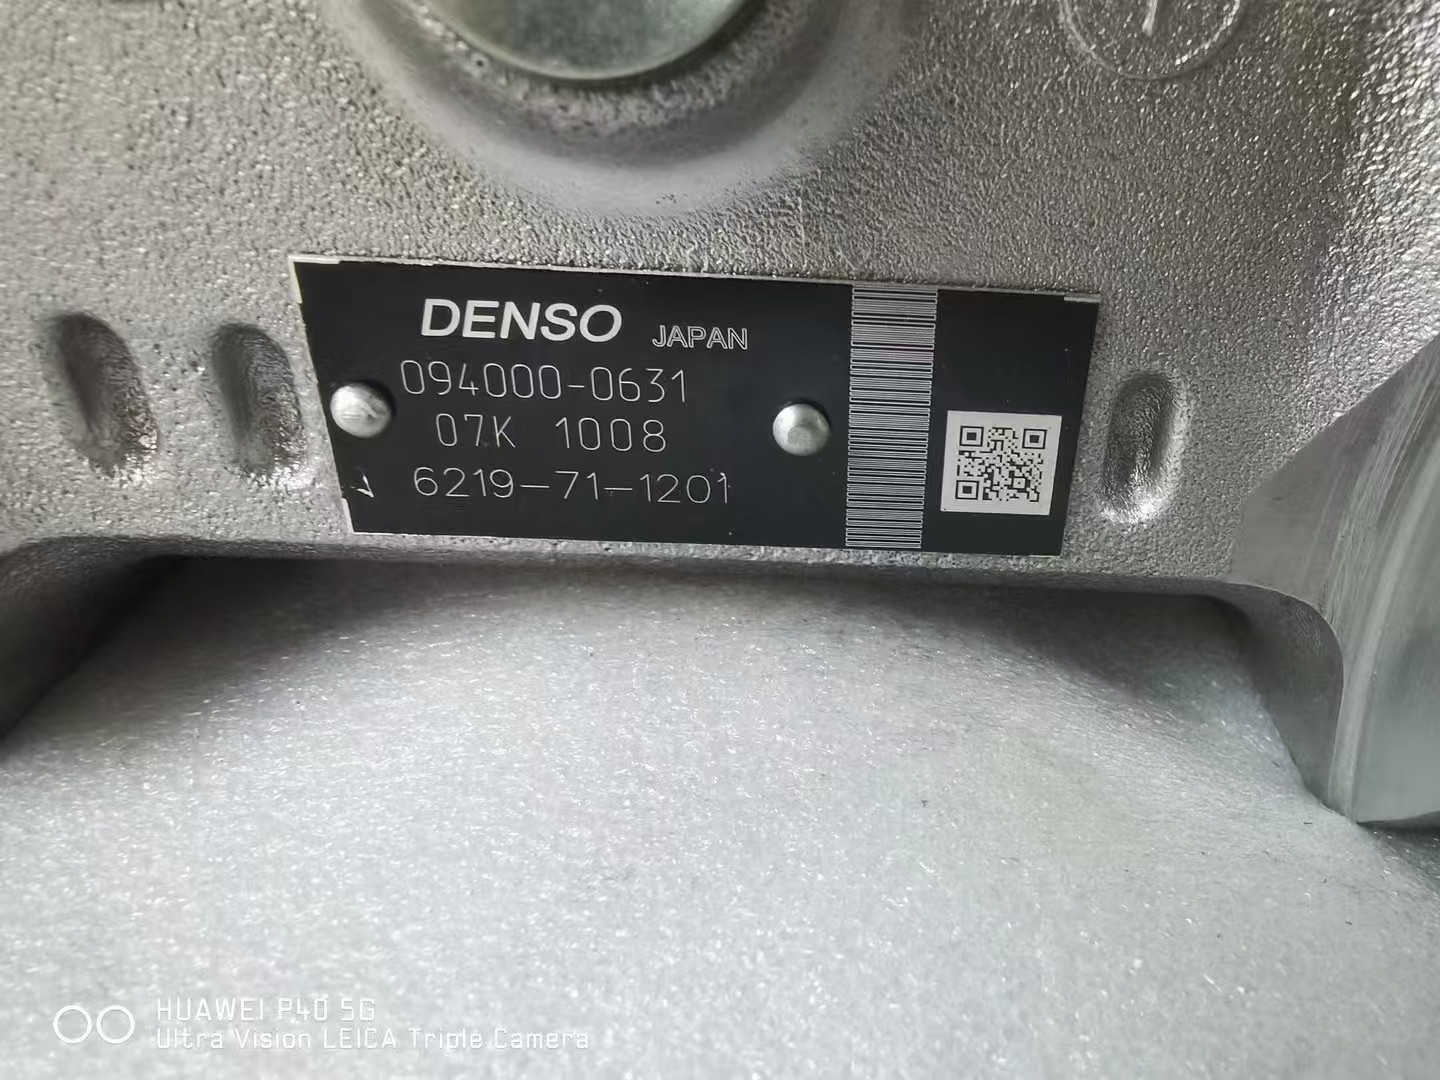 DENSO JAPAN
094000-0631
07K 1008
6219-71-1201
HUAWEI P40 5G
Ultra Vision LEICA Triple Camera